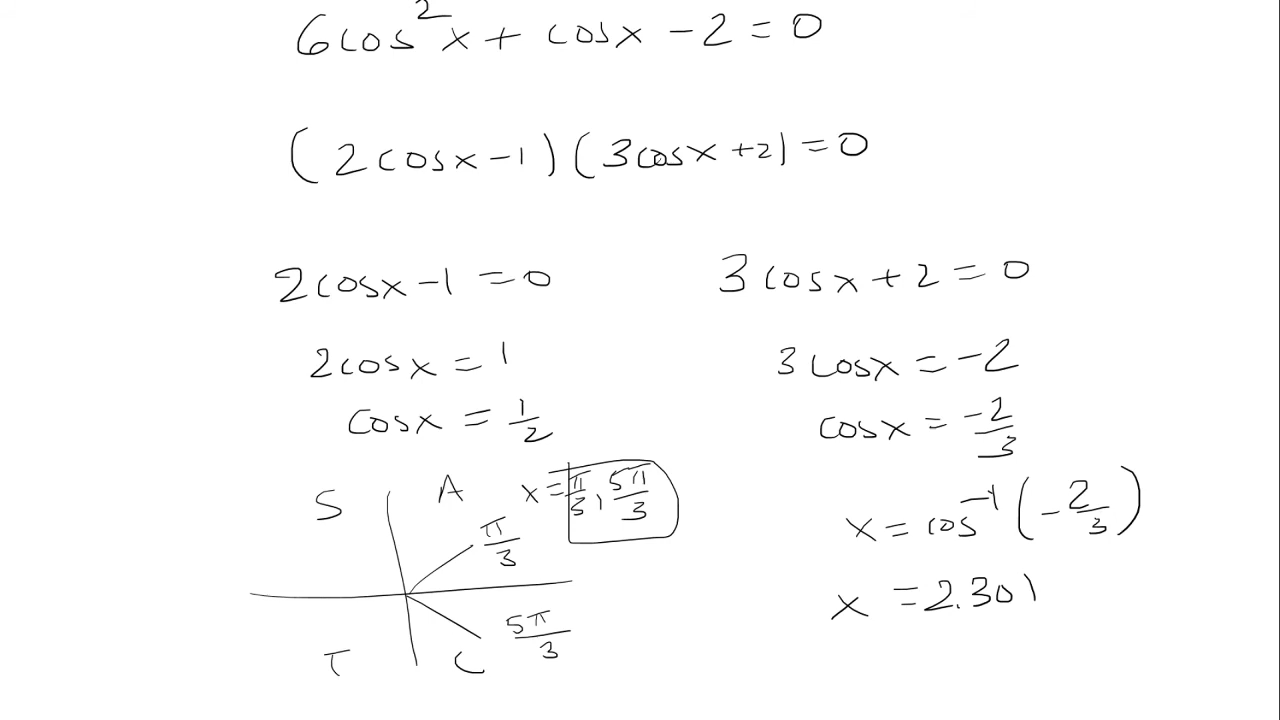 6cos²x + cosx - 2 = 0
(2cosx - 1)(3cosx + 2) = 0
2cosx - 1 = 0
2cosx = 1
cosx = 1/2
x = π/3, 5π/3
S A
π/3
5π/3
T C
3cosx + 2 = 0
3cosx = -2
cosx = -2/3
x = cos⁻¹(-2/3)
x = 2.301